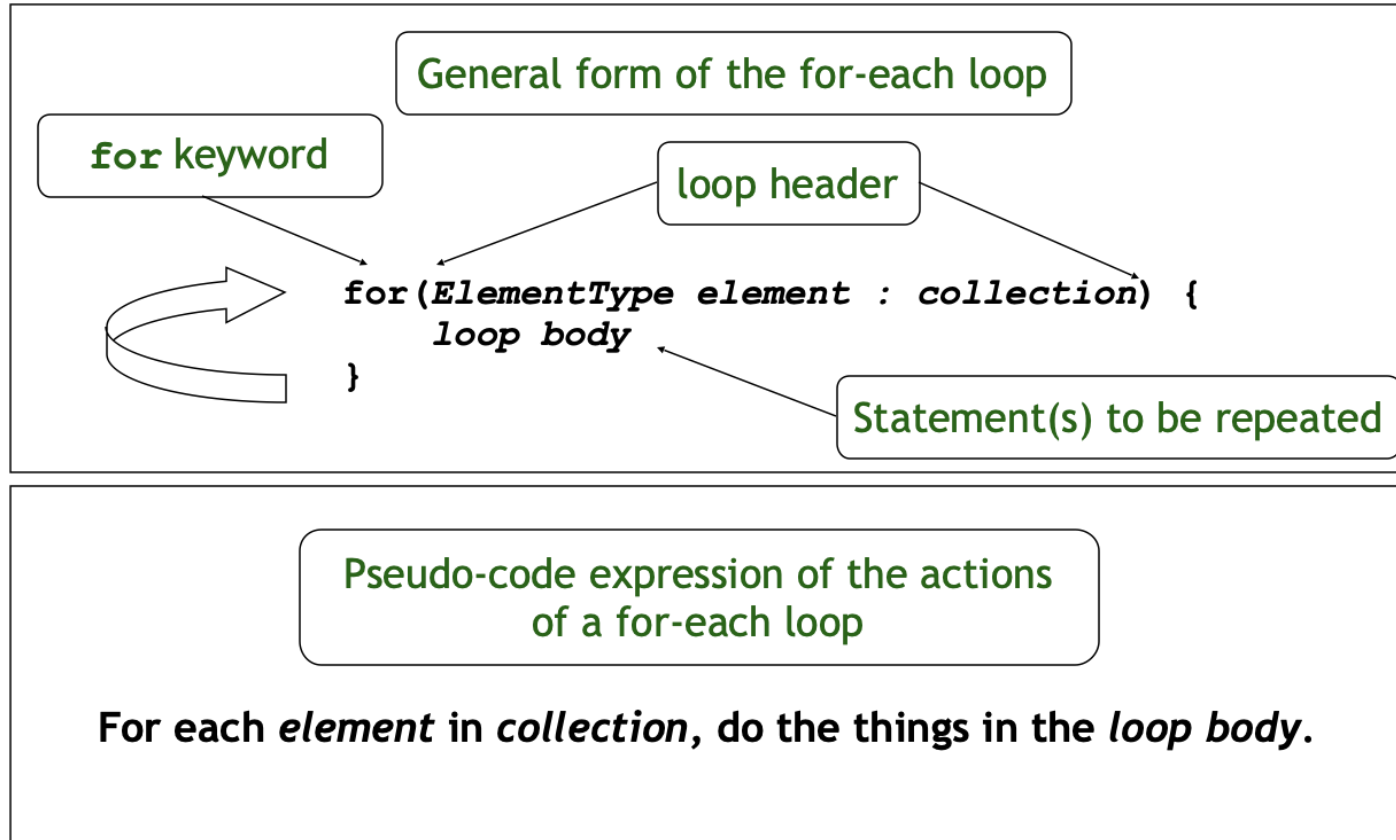 General form of the for-each loop
for keyword
loop header
for(ElementType element : collection) {
loop body
}
Statement(s) to be repeated
Pseudo-code expression of the actions
of a for-each loop
For each element in collection, do the things in the loop body.